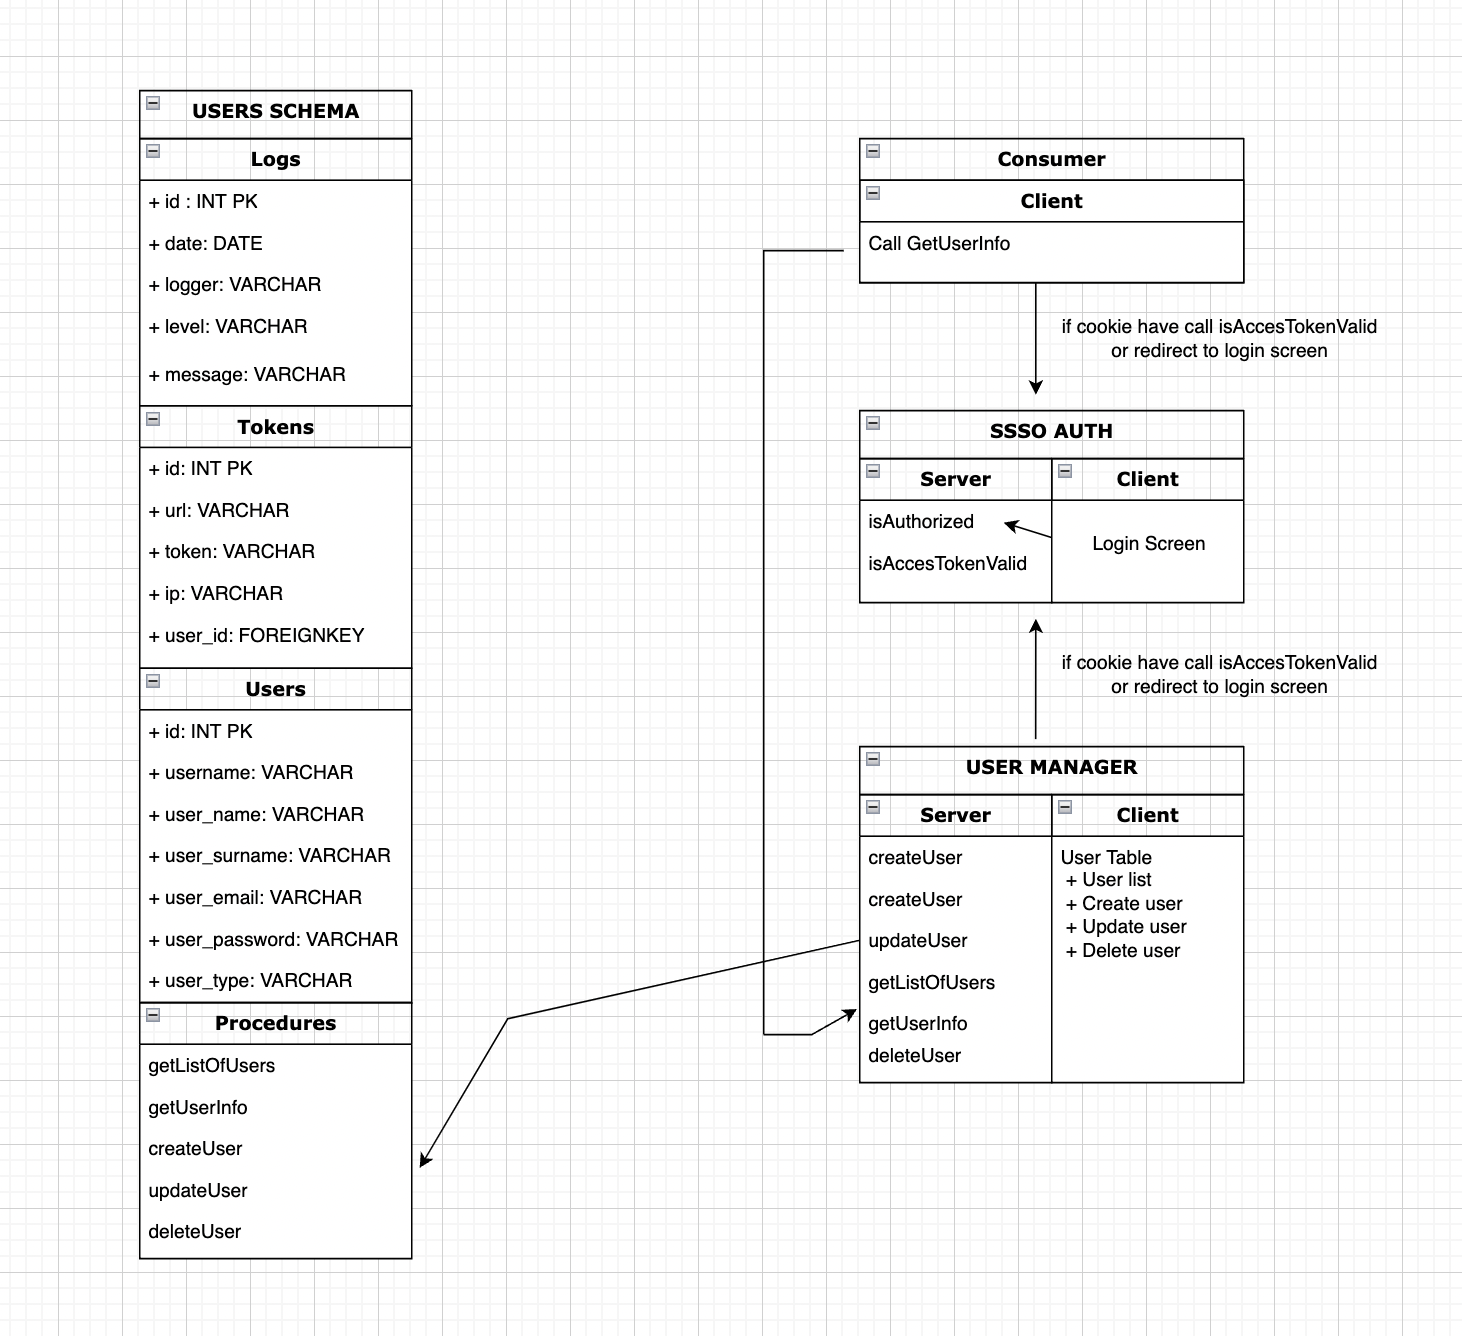 USERS SCHEMA
Logs
+ id : INT PK
+ date: DATE
+ logger: VARCHAR
+ level: VARCHAR
+ message: VARCHAR
Tokens
+ id: INT PK
+ url: VARCHAR
+ token: VARCHAR
+ ip: VARCHAR
+ user_id: FOREIGNKEY
Users
+ id: INT PK
+ username: VARCHAR
+ user_name: VARCHAR
+ user_surname: VARCHAR
+ user_email: VARCHAR
+ user_password: VARCHAR
+ user_type: VARCHAR
Procedures
getListOfUsers
getUserInfo
createUser
updateUser
deleteUser
Consumer
Client
Call GetUserInfo
if cookie have call isAccesTokenValid
or redirect to login screen
SSSO AUTH
Server
isAuthorized
isAccesTokenValid
Client
Login Screen
if cookie have call isAccesTokenValid
or redirect to login screen
USER MANAGER
Server
createUser
createUser
updateUser
getListOfUsers
getUserInfo
deleteUser
Client
User Table
+ User list
+ Create user
+ Update user
+ Delete user